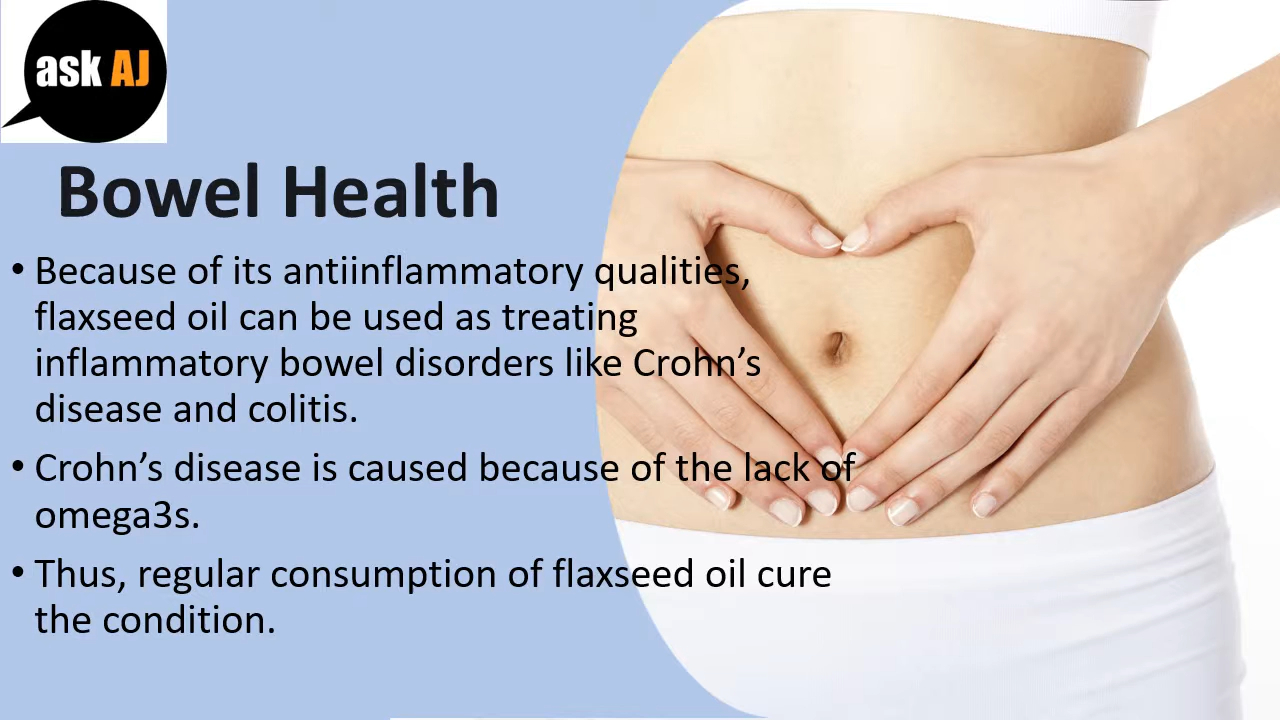 ask AJ
Bowel Health
• Because of its antiinflammatory qualities,
flaxseed oil can be used as treating
inflammatory bowel disorders like Crohn’s
disease and colitis.
• Crohn’s disease is caused because of the lack of
omega3s.
• Thus, regular consumption of flaxseed oil cure
the condition.